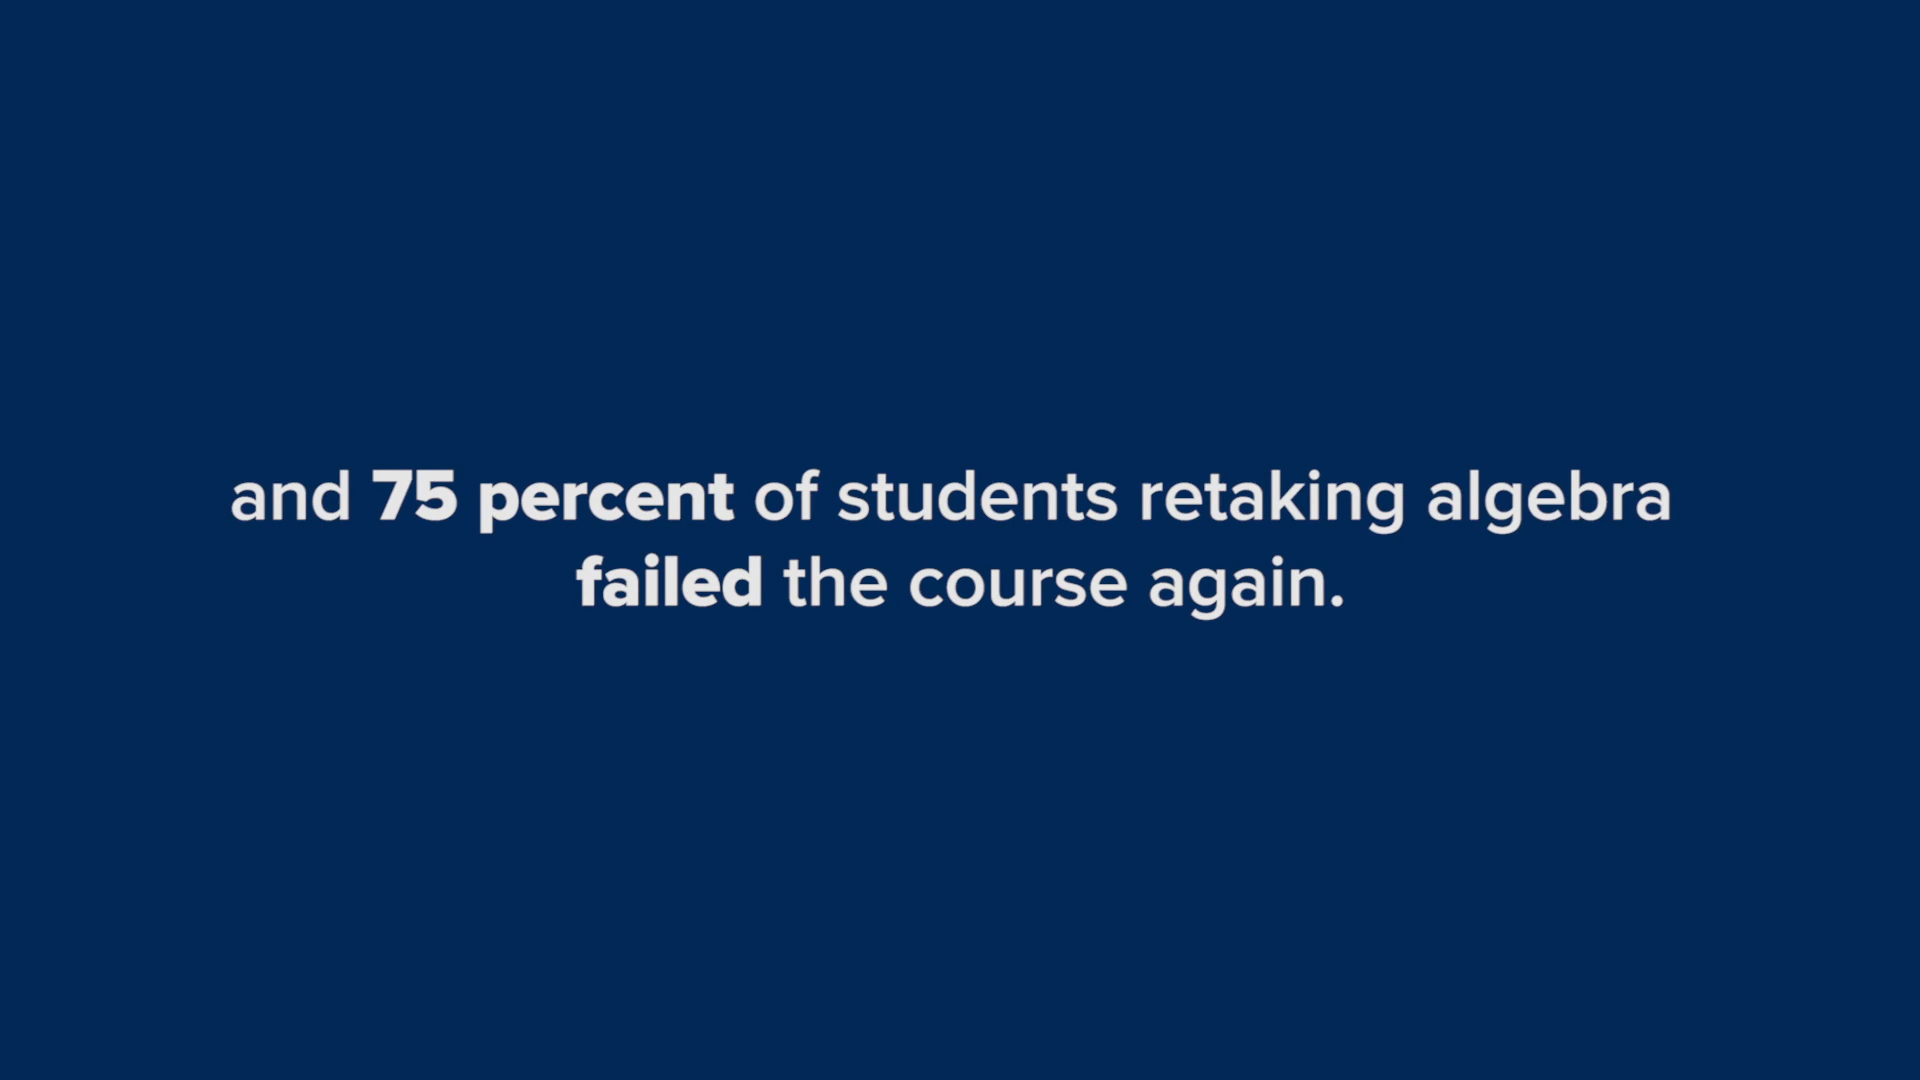 and 75 percent of students retaking algebra
failed the course again.